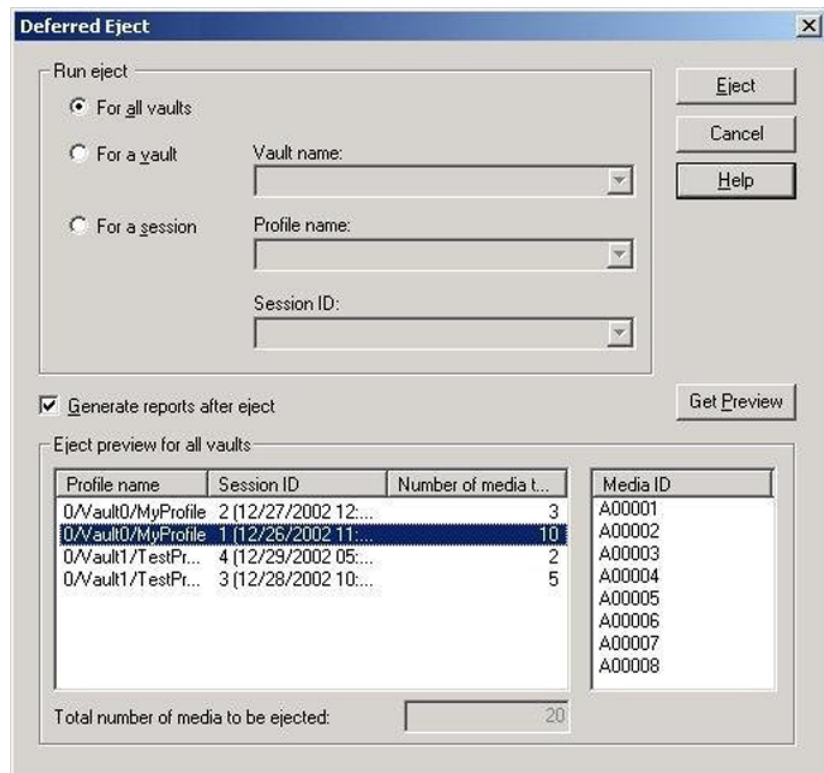 Deferred Eject
Run eject
For all vaults
For a vault
Vault name:
For a session
Profile name:
Session ID:
Eject
Cancel
Help
Generate reports after eject
Get Preview
Eject preview for all vaults
Profile name Session ID Number of media t...
0/Vault0/MyProfile 2 (12/27/2002 12:... 3
0/Vault0/MyProfile 1 (12/26/2002 11:... 10
0/Vault1/TestPr... 4 (12/29/2002 05:... 2
0/Vault1/TestPr... 3 (12/28/2002 10:... 5
Media ID
A00001
A00002
A00003
A00004
A00005
A00006
A00007
A00008
Total number of media to be ejected: 20